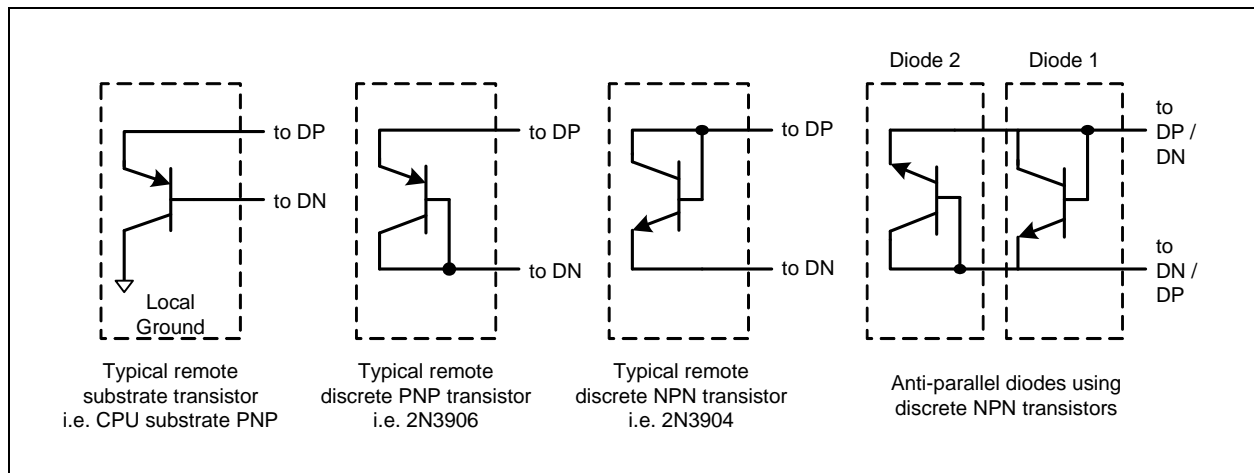 Diode 2
Diode 1
to DP
to DN
Local
Ground
to DP
to DN
to DP
to DN
to
DP /
DN
to
DN /
DP
Typical remote
substrate transistor
i.e. CPU substrate PNP
Typical remote
discrete PNP transistor
i.e. 2N3906
Typical remote
discrete NPN transistor
i.e. 2N3904
Anti-parallel diodes using
discrete NPN transistors